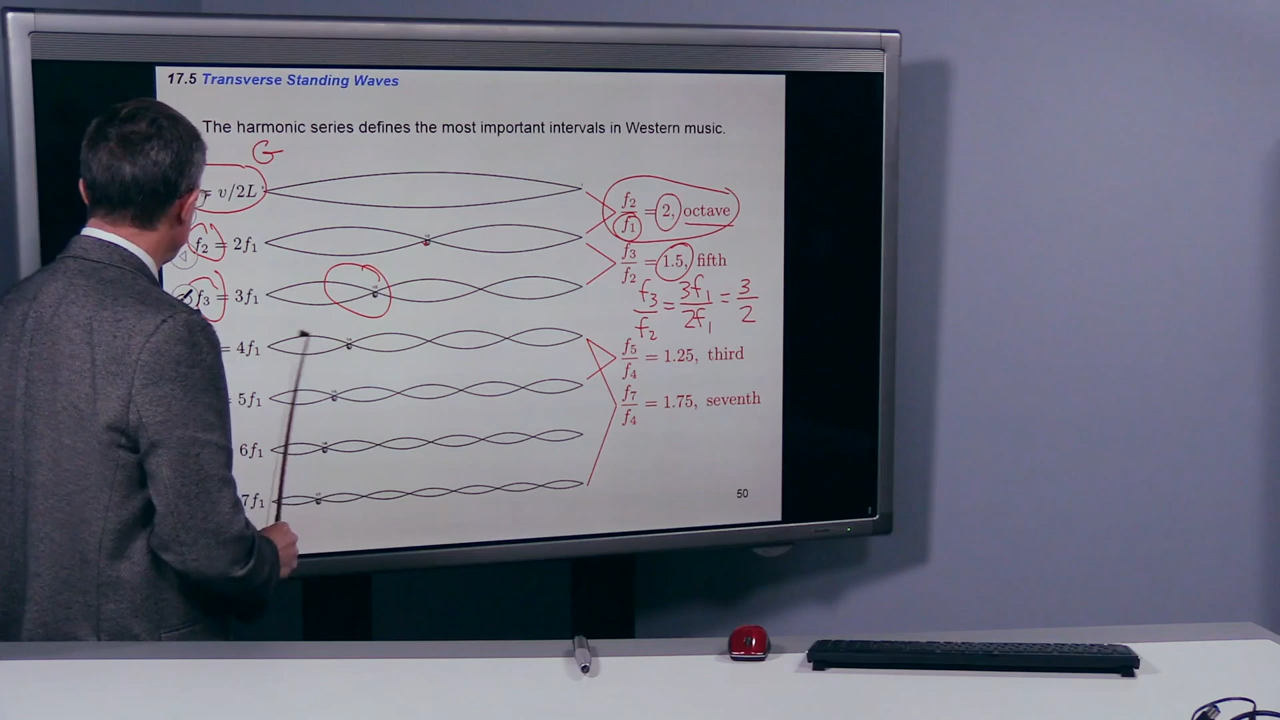 17.5 Transverse Standing Waves
The harmonic series defines the most important intervals in Western music.
G
= v/2L
f₂ = 2f₁
f₃ = 3f₁
= 4f₁
= 5f₁
6f₁
7f₁
f₂/f₁ = 2, octave
f₃/f₂ = 1.5, fifth
f₃/f₂ = 3f₁/2f₁ = 3/2
f₅/f₄ = 1.25, third
f₇/f₄ = 1.75, seventh
50